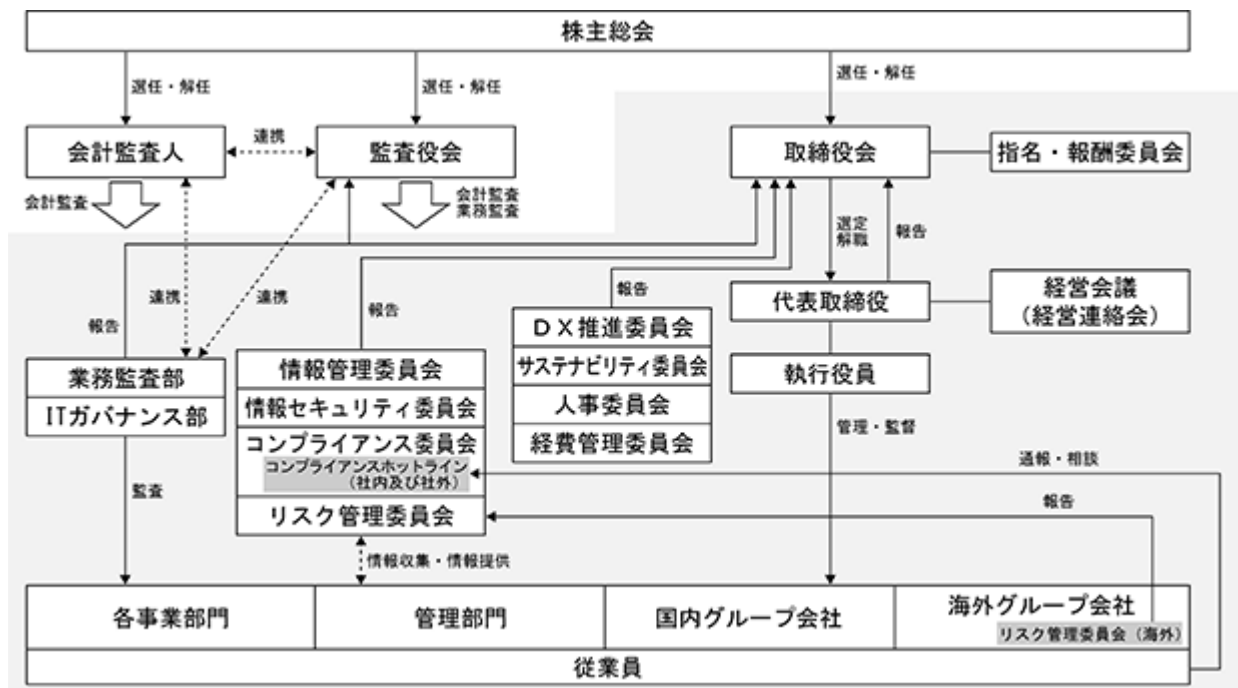 株主総会
選任・解任
選任・解任
選任・解任
会計監査人
連携
監査役会
取締役会
指名・報酬委員会
会計監査
会計監査
業務監査
選定
解職
報告
連携
連携
報告
報告
報告
代表取締役
経営会議
(経営連絡会)
DX推進委員会
サステナビリティ委員会
人事委員会
経費管理委員会
業務監査部
ITガバナンス部
情報管理委員会
情報セキュリティ委員会
コンプライアンス委員会
コンプライアンスホットライン
(社内及び社外)
リスク管理委員会
執行役員
管理・監督
通報・相談
監査
報告
情報収集・情報提供
各事業部門
管理部門
国内グループ会社
海外グループ会社
リスク管理委員会(海外)
従業員